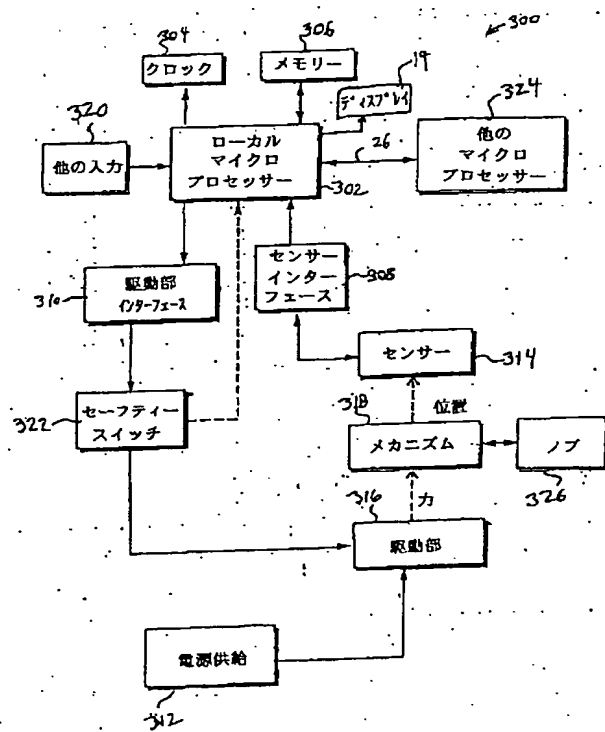 304
306
300
クロック
メモリー
14
ディスプレイ
324
320
他の入力
ローカル
マイクロ
プロセッサー
302
26
他の
マイクロ
プロセッサー
310
駆動部
インターフェース
センサー
インター
フェース
308
センサー
314
322
セーフティー
スイッチ
318
位置
メカニズム
ノブ
326
316
力
駆動部
電源供給
312